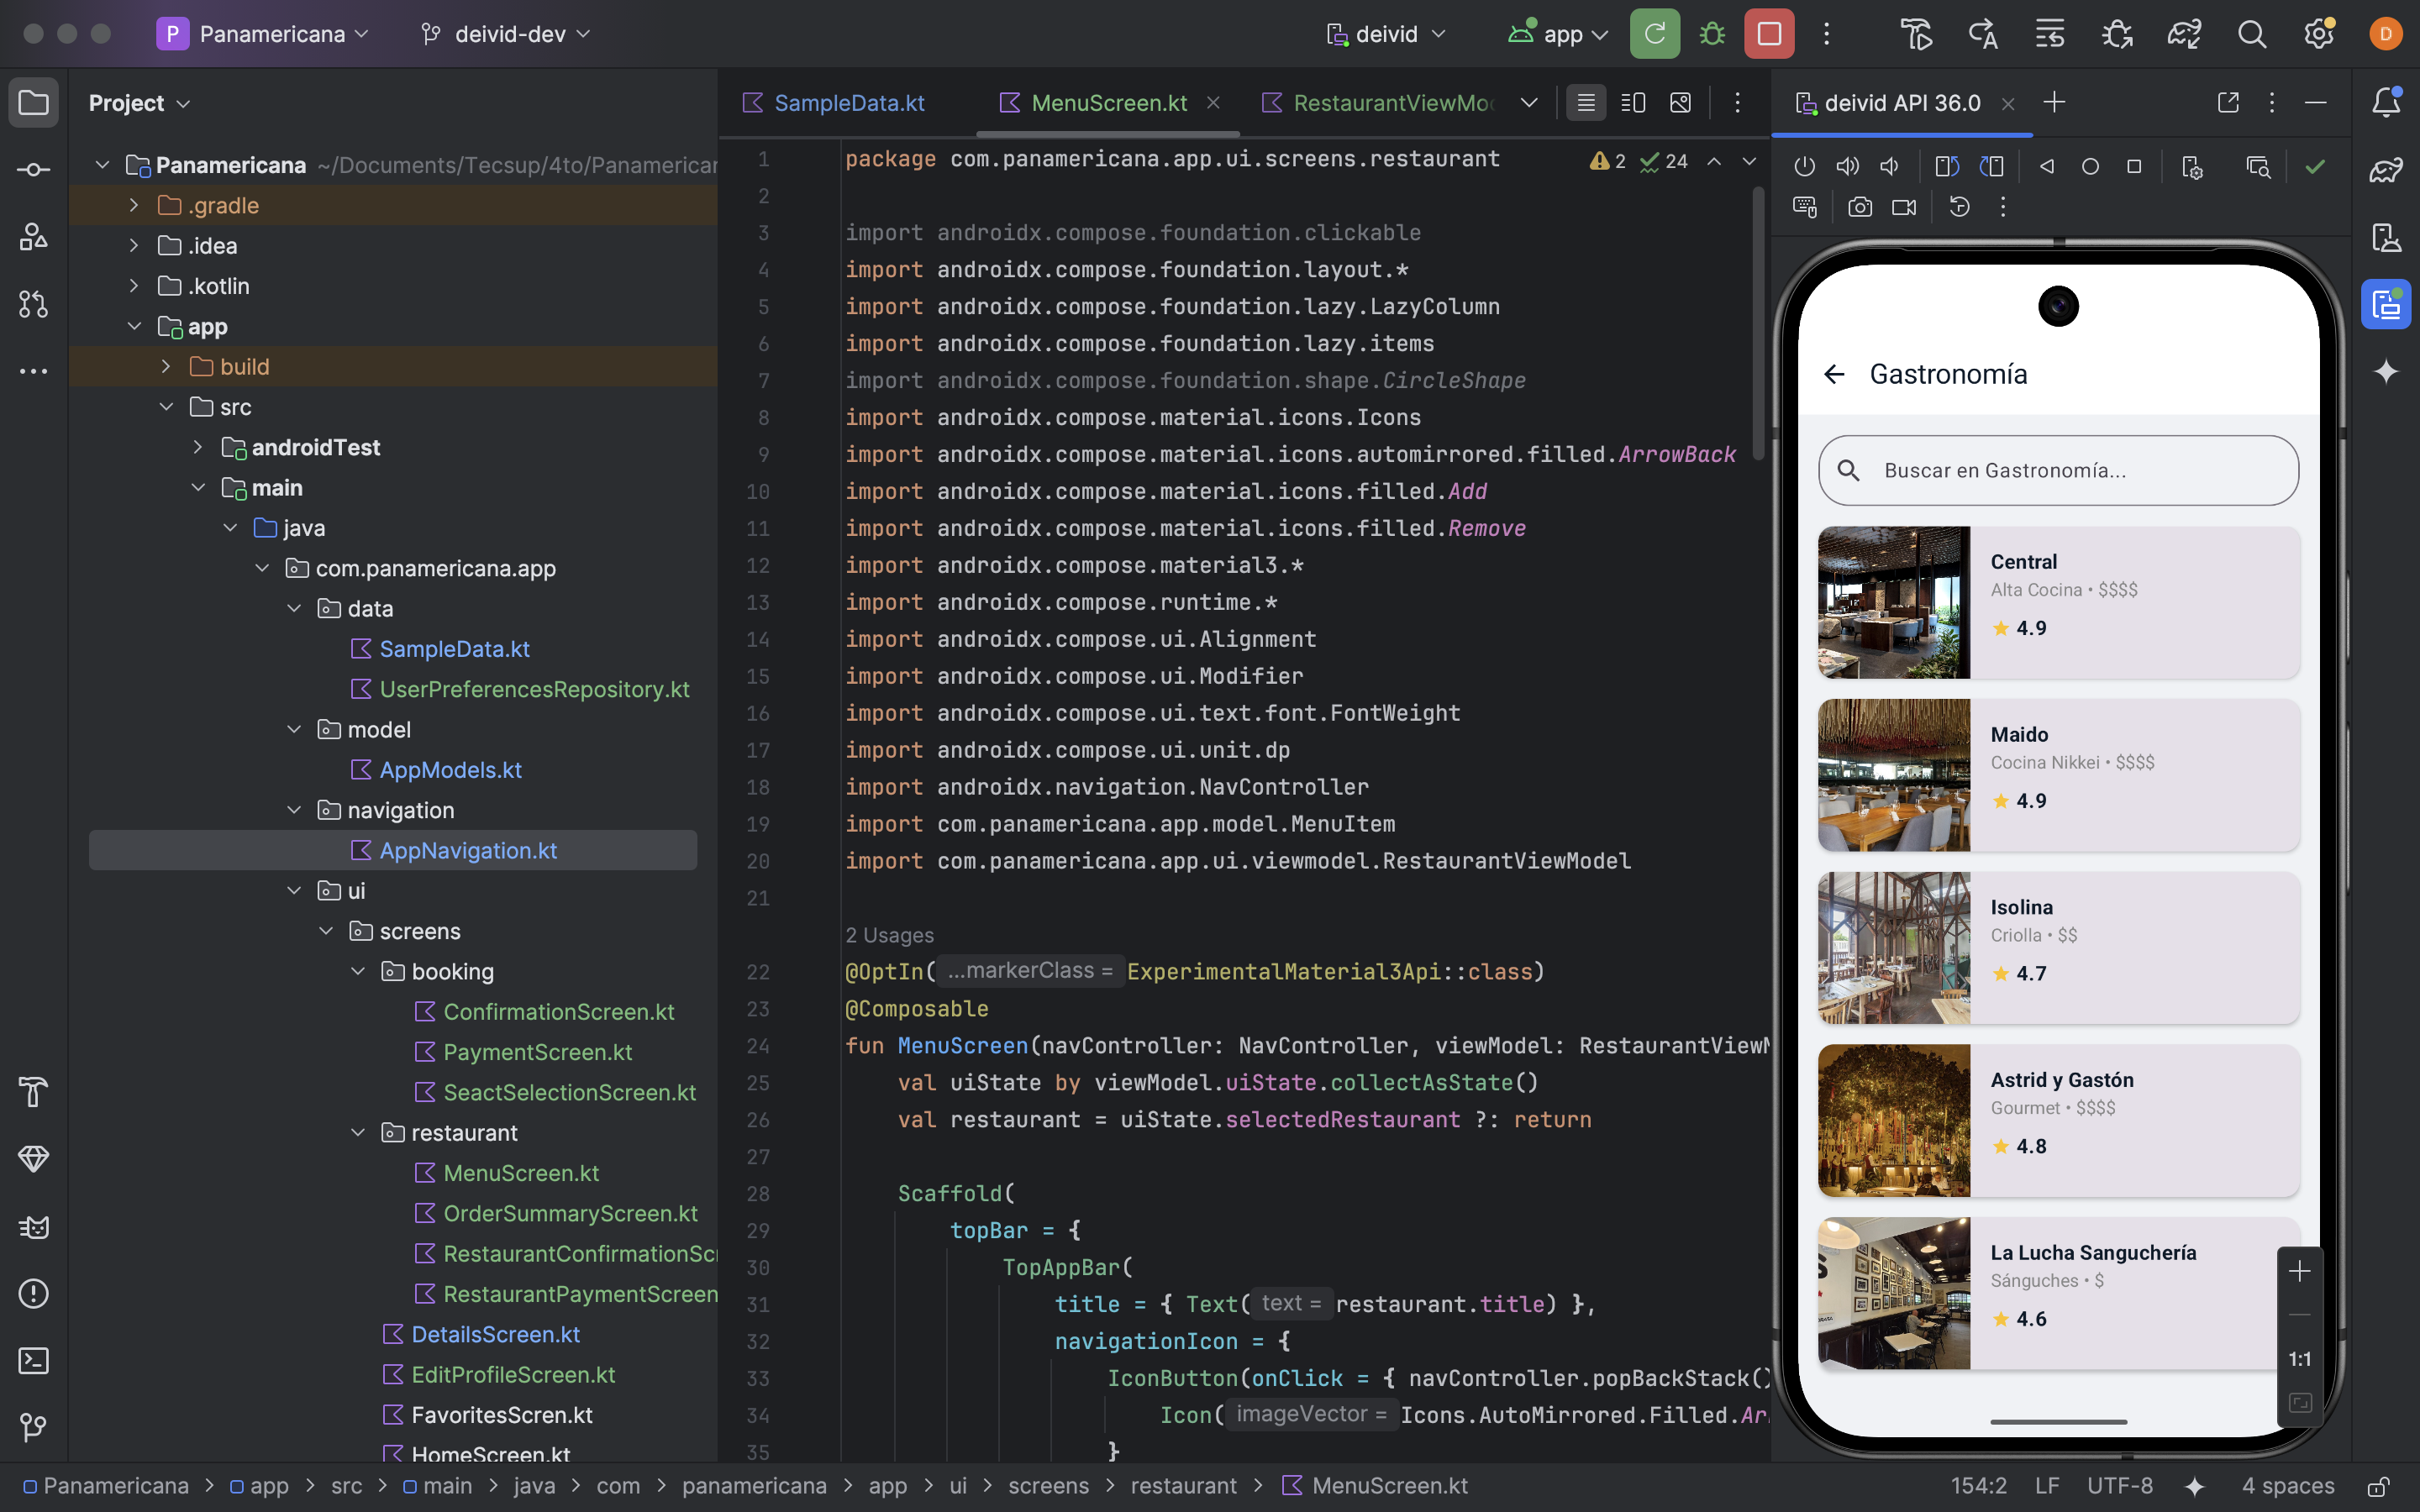 P Panamericana
deivid-dev
deivid
app
D
Project
Panamericana ~/Documents/Tecsup/4to/Panamerican
.gradle
.idea
.kotlin
app
build
src
androidTest
main
java
com.panamericana.app
data
SampleData.kt
UserPreferencesRepository.kt
model
AppModels.kt
navigation
AppNavigation.kt
ui
screens
booking
ConfirmationScreen.kt
PaymentScreen.kt
SeactSelectionScreen.kt
restaurant
MenuScreen.kt
OrderSummaryScreen.kt
RestaurantConfirmationScr
RestaurantPaymentScreen
DetailsScreen.kt
EditProfileScreen.kt
FavoritesScren.kt
HomeScreen.kt
SampleData.kt
MenuScreen.kt
RestaurantViewMod
2 24
1 package com.panamericana.app.ui.screens.restaurant
2
3 import androidx.compose.foundation.clickable
4 import androidx.compose.foundation.layout.*
5 import androidx.compose.foundation.lazy.LazyColumn
6 import androidx.compose.foundation.lazy.items
7 import androidx.compose.foundation.shape.CircleShape
8 import androidx.compose.material.icons.Icons
9 import androidx.compose.material.icons.automirrored.filled.ArrowBack
10 import androidx.compose.material.icons.filled.Add
11 import androidx.compose.material.icons.filled.Remove
12 import androidx.compose.material3.*
13 import androidx.compose.runtime.*
14 import androidx.compose.ui.Alignment
15 import androidx.compose.ui.Modifier
16 import androidx.compose.ui.text.font.FontWeight
17 import androidx.compose.ui.unit.dp
18 import androidx.navigation.NavController
19 import com.panamericana.app.model.MenuItem
20 import com.panamericana.app.ui.viewmodel.RestaurantViewModel
21
2 Usages
22 @OptIn( ...markerClass = ExperimentalMaterial3Api::class)
23 @Composable
24 fun MenuScreen(navController: NavController, viewModel: RestaurantViewM
25 val uiState by viewModel.uiState.collectAsState()
26 val restaurant = uiState.selectedRestaurant ?: return
27
28 Scaffold(
29 topBar = {
30 TopAppBar(
31 title = { Text( text = restaurant.title) },
32 navigationIcon = {
33 IconButton(onClick = { navController.popBackStack()
34 Icon( imageVector = Icons.AutoMirrored.Filled.Arr
35 }
deivid API 36.0
Gastronomía
Buscar en Gastronomía...
Central
Alta Cocina • $$$$
4.9
Maido
Cocina Nikkei • $$$$
4.9
Isolina
Criolla • $$
4.7
Astrid y Gastón
Gourmet • $$$$
4.8
La Lucha Sanguchería
Sánguches • $
4.6
1:1
Panamericana > app > src > main > java > com > panamericana > app > ui > screens > restaurant > MenuScreen.kt
154:2 LF UTF-8 4 spaces